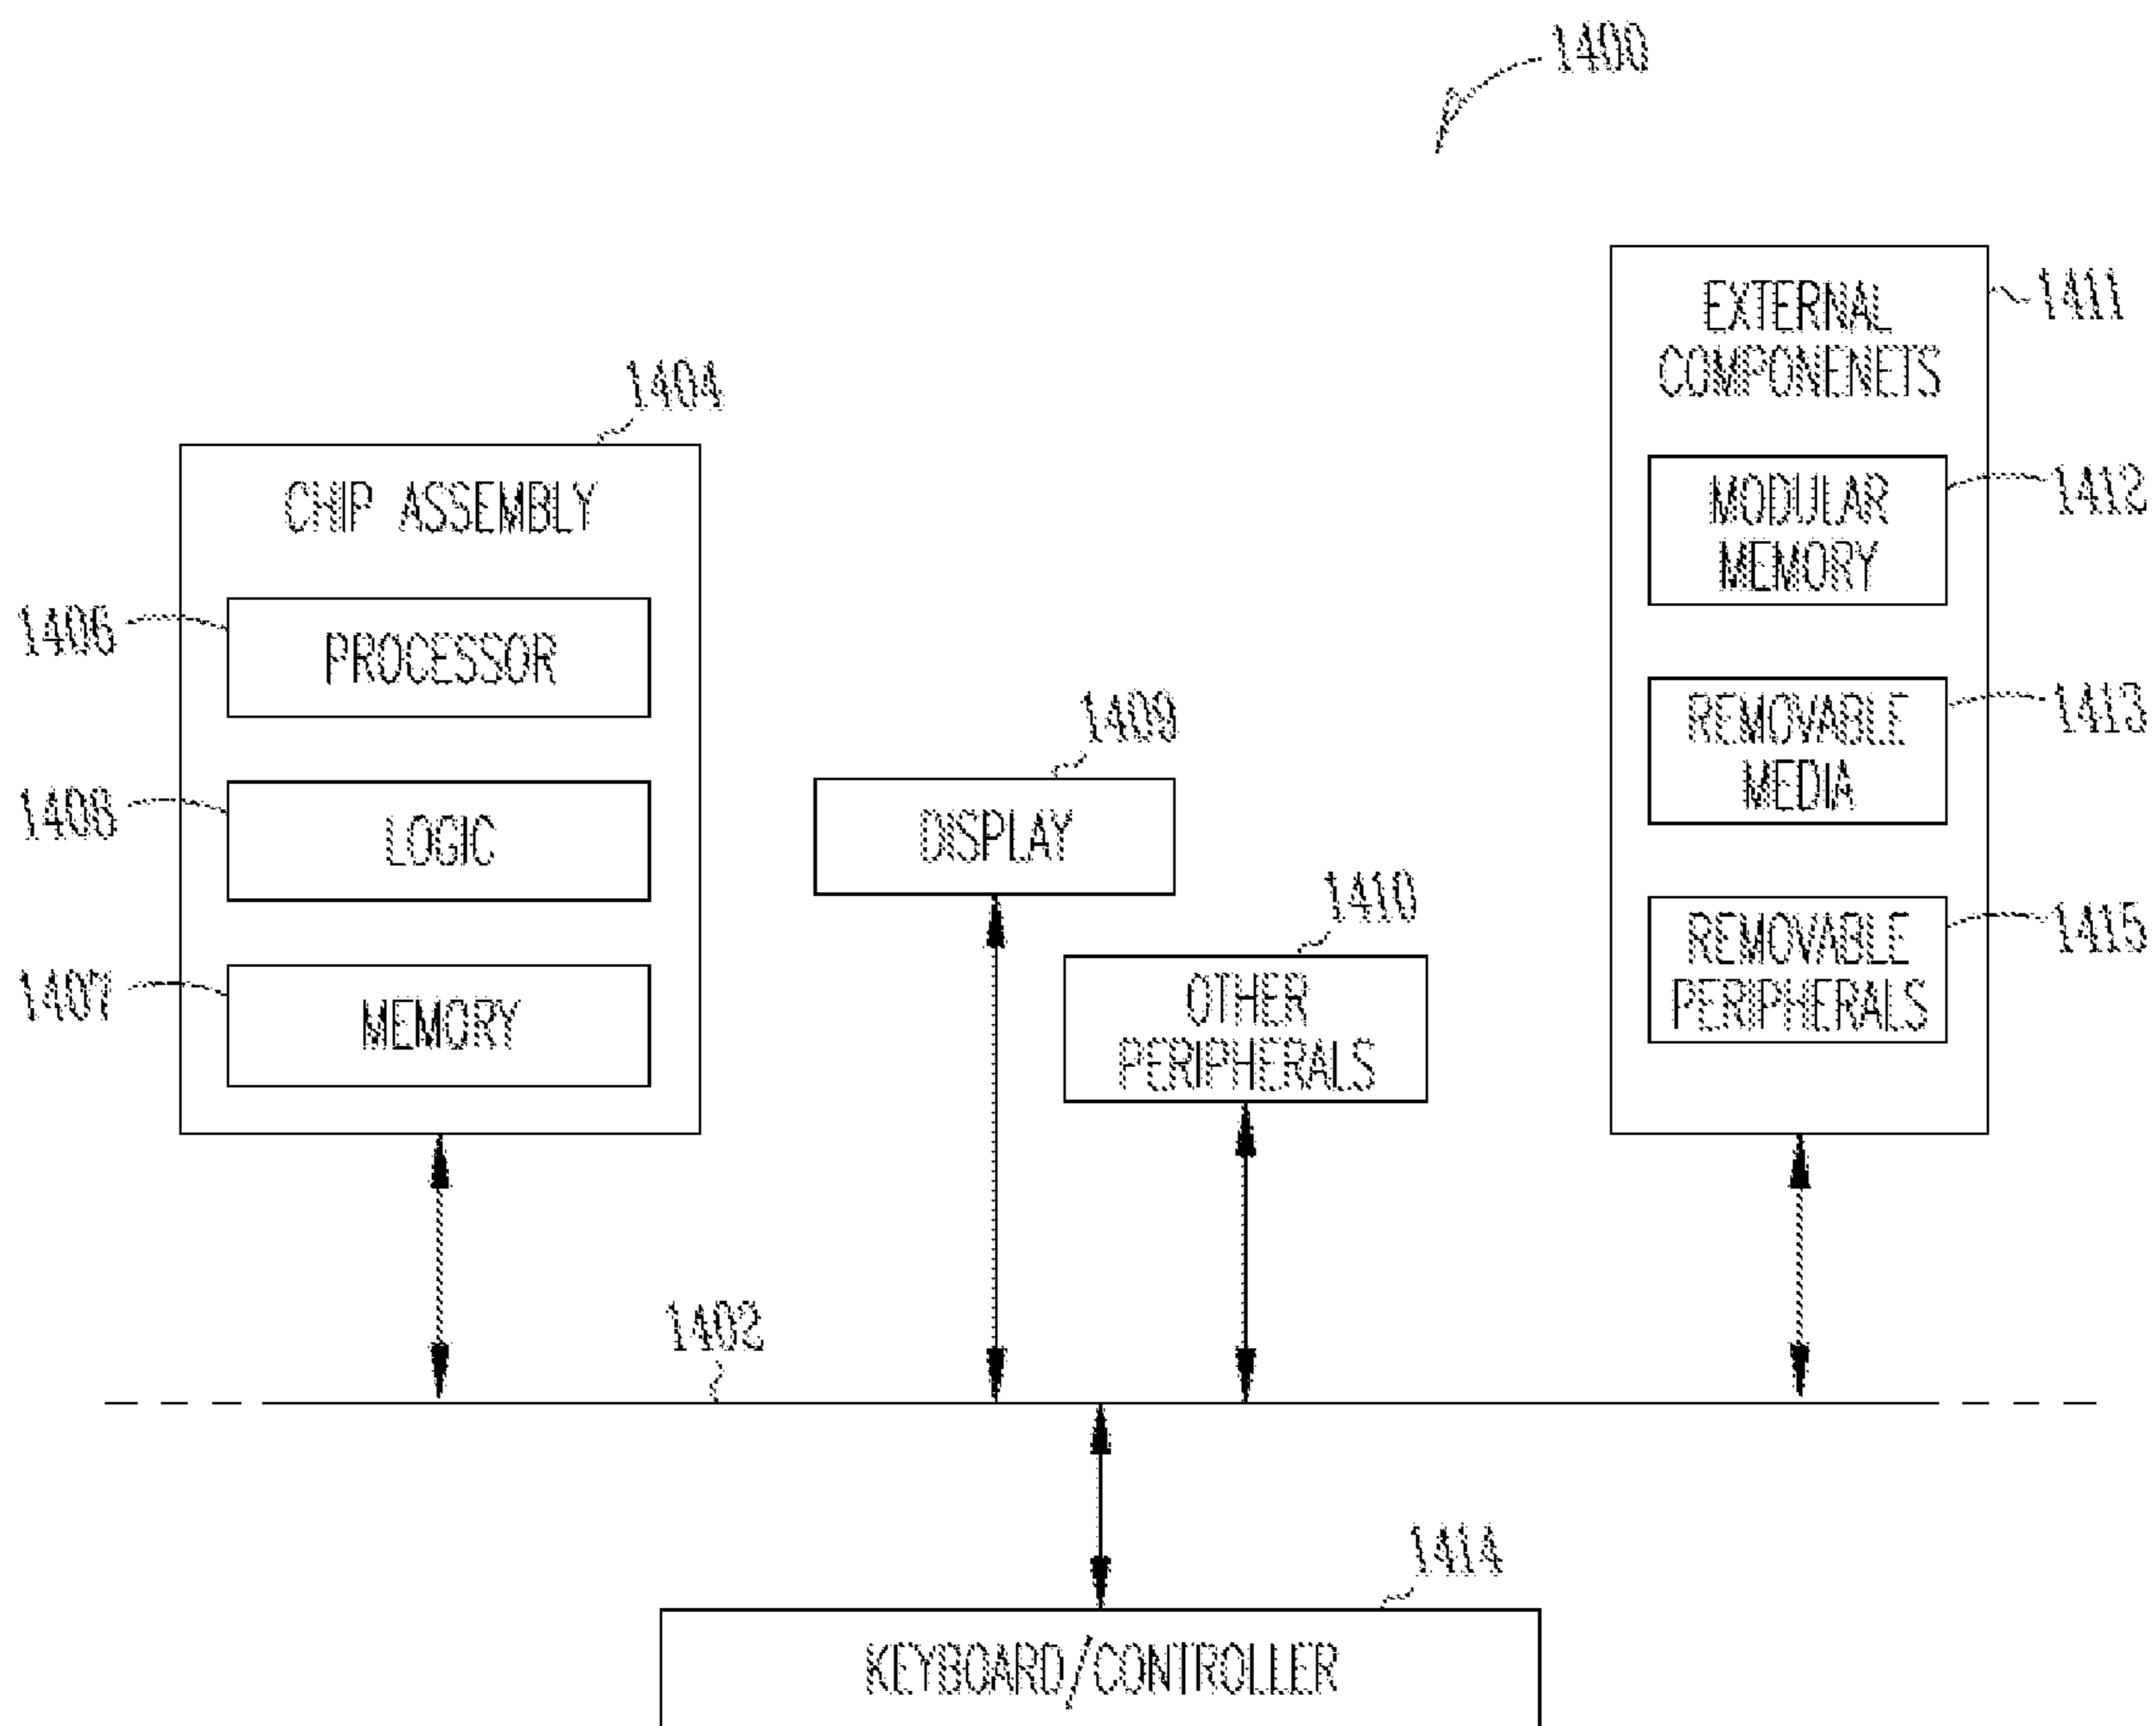 1400
EXTERNAL
COMPONENETS
1411
1404
CHIP ASSEMBLY
MODULAR
MEMORY
1412
1406
PROCESSOR
REMOVABLE
MEDIA
1413
1409
1408
LOGIC
DISPLAY
1410
REMOVABLE
PERIPHERALS
1415
1407
MEMORY
OTHER
PERIPHERALS
1402
1414
KEYBOARD/CONTROLLER